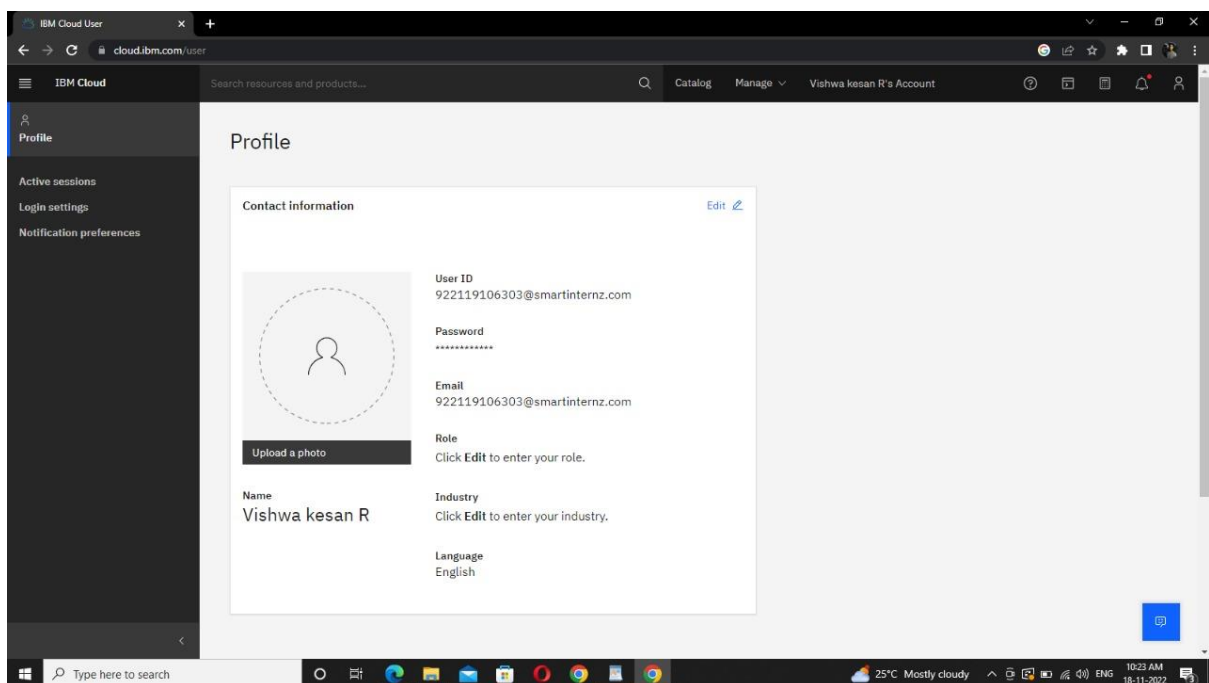 IBM Cloud User
cloud.ibm.com/user
IBM Cloud
Search resources and products...
Catalog
Manage
Vishwa kesan R's Account
Profile
Active sessions
Login settings
Notification preferences
Profile
Contact information
Edit
Upload a photo
Name
Vishwa kesan R
User ID
922119106303@smartinternz.com
Password
************
Email
922119106303@smartinternz.com
Role
Click Edit to enter your role.
Industry
Click Edit to enter your industry.
Language
English
Type here to search
25°C Mostly cloudy
ENG
10:23 AM
18-11-2022